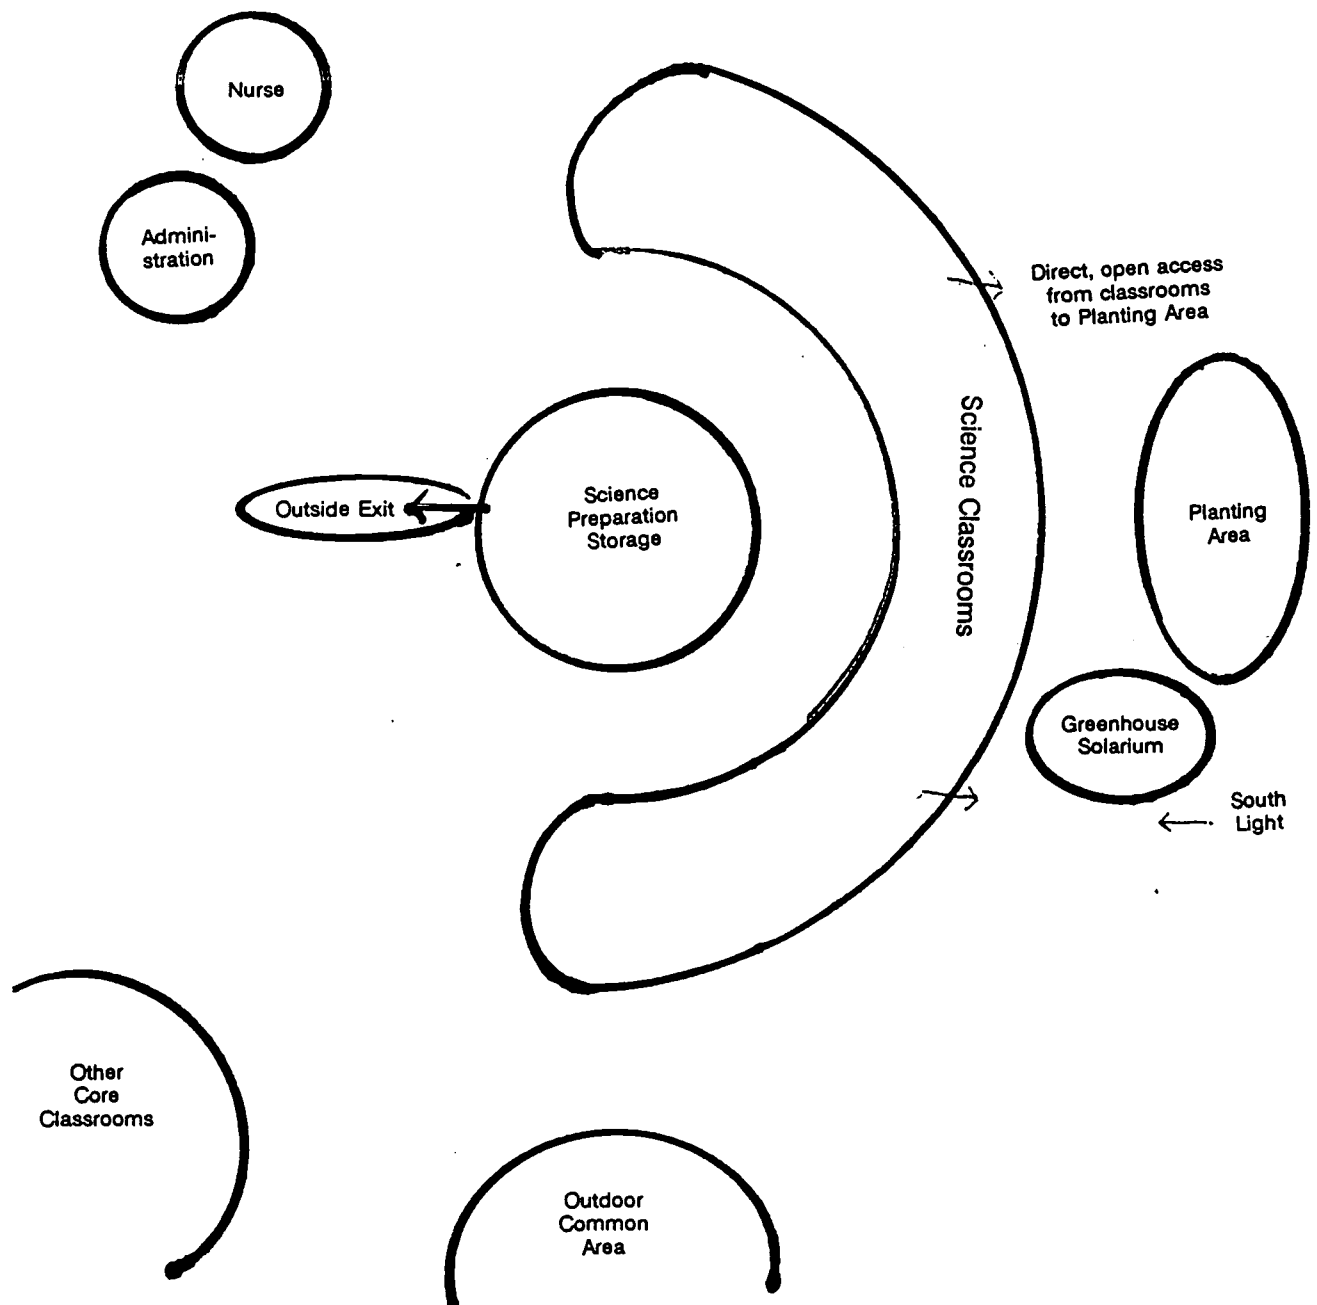 Nurse
Admini-
stration
Direct, open access
from classrooms
to Planting Area
Science Classrooms
Outside Exit
Science
Preparation
Storage
Planting
Area
Greenhouse
Solarium
South
Light
Other
Core
Classrooms
Outdoor
Common
Area